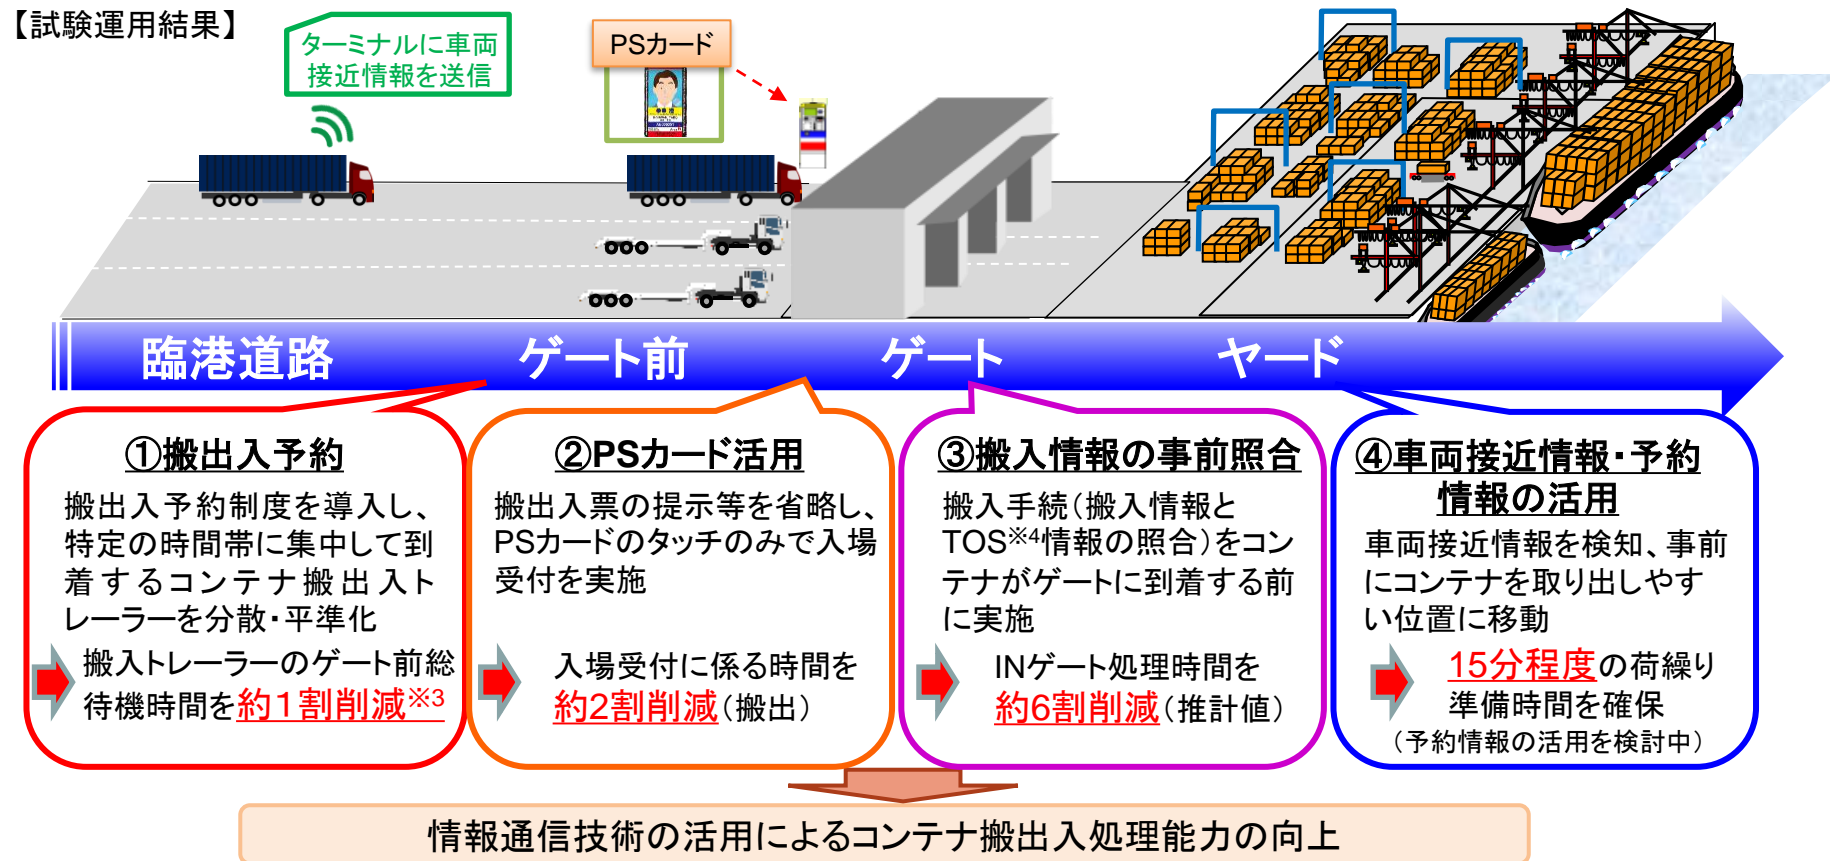 【試験運用結果】
ターミナルに車両
接近情報を送信
PSカード
臨港道路
ゲート前
ゲート
ヤード
①搬出入予約
搬出入予約制度を導入し、
特定の時間帯に集中して到
着するコンテナ搬出入ト
レーラーを分散・平準化
搬入トレーラーのゲート前総
待機時間を約1割削減※3
②PSカード活用
搬出入票の提示等を省略し、
PSカードのタッチのみで入場
受付を実施
入場受付に係る時間を
約2割削減(搬出)
③搬入情報の事前照合
搬入手続(搬入情報と
TOS※4情報の照合)をコン
テナがゲートに到着する前
に実施
INゲート処理時間を
約6割削減(推計値)
④車両接近情報・予約
情報の活用
車両接近情報を検知、事前
にコンテナを取り出しやす
い位置に移動
15分程度の荷繰り
準備時間を確保
(予約情報の活用を検討中)
情報通信技術の活用によるコンテナ搬出入処理能力の向上